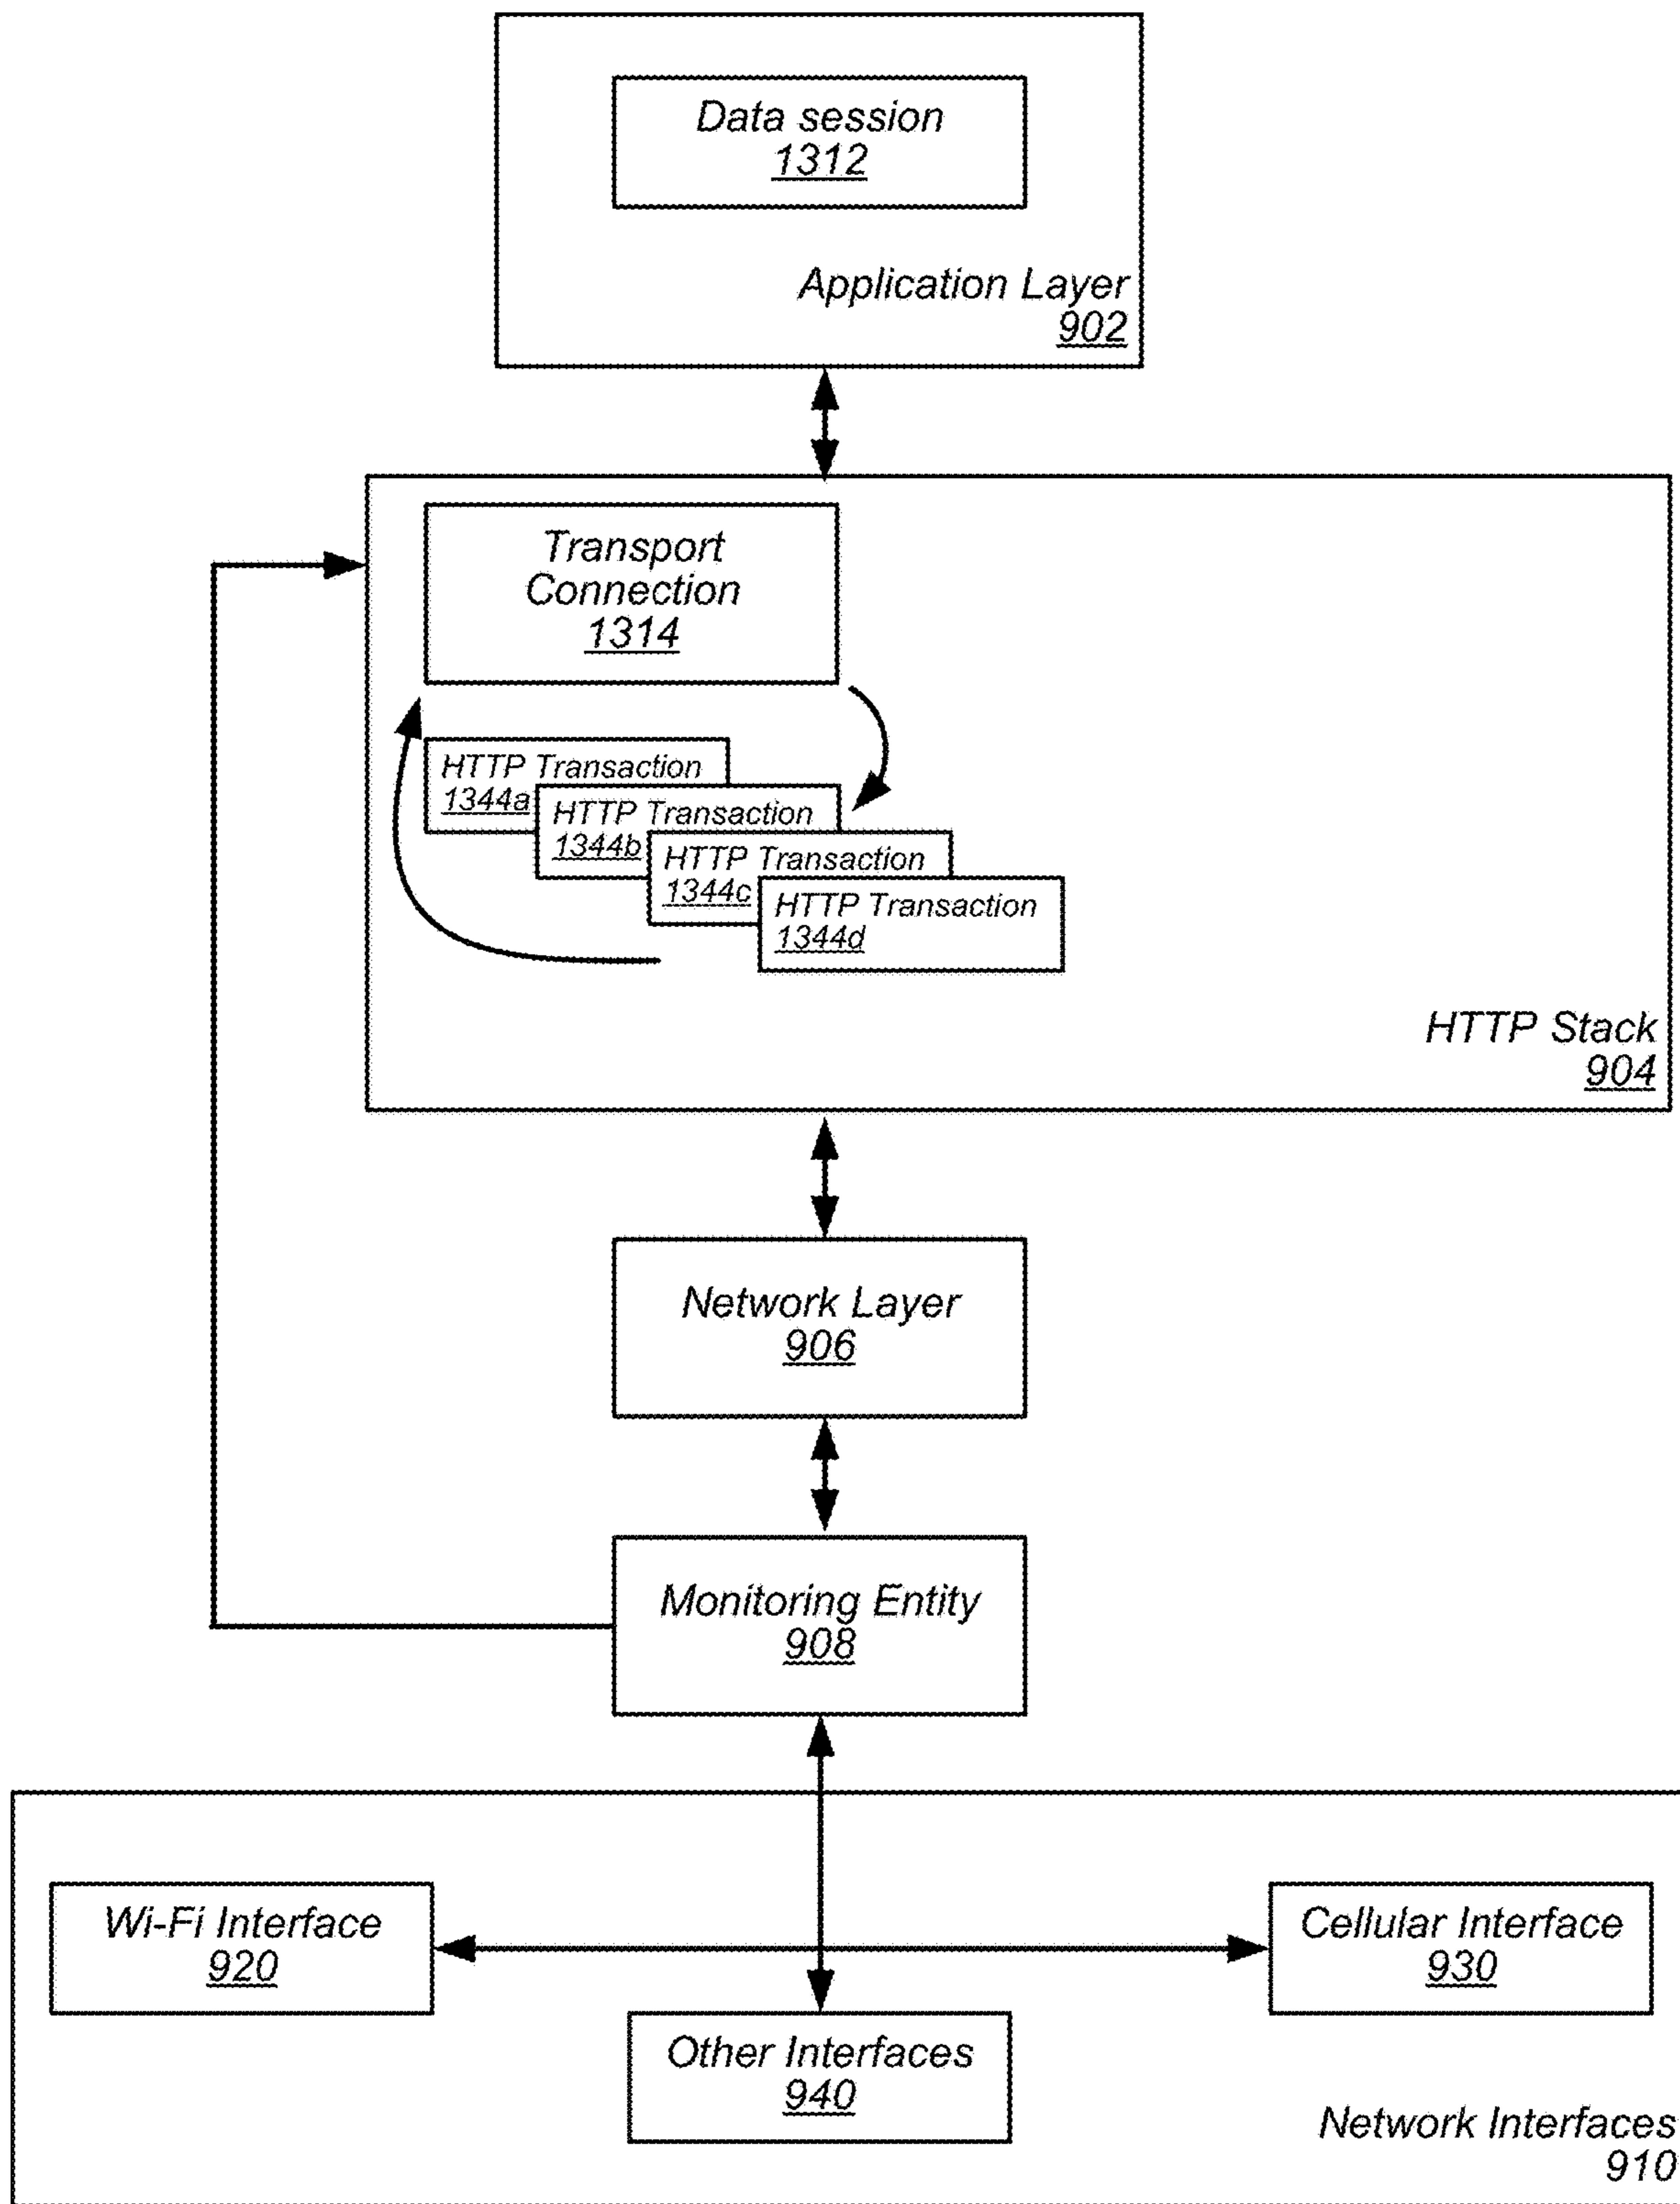 Data session
1312
Application Layer
902
Transport
Connection
1314
HTTP Transaction
1344a
HTTP Transaction
1344b
HTTP Transaction
1344c
HTTP Transaction
1344d
HTTP Stack
904
Network Layer
906
Monitoring Entity
908
Wi-Fi Interface
920
Cellular Interface
930
Other Interfaces
940
Network Interfaces
910